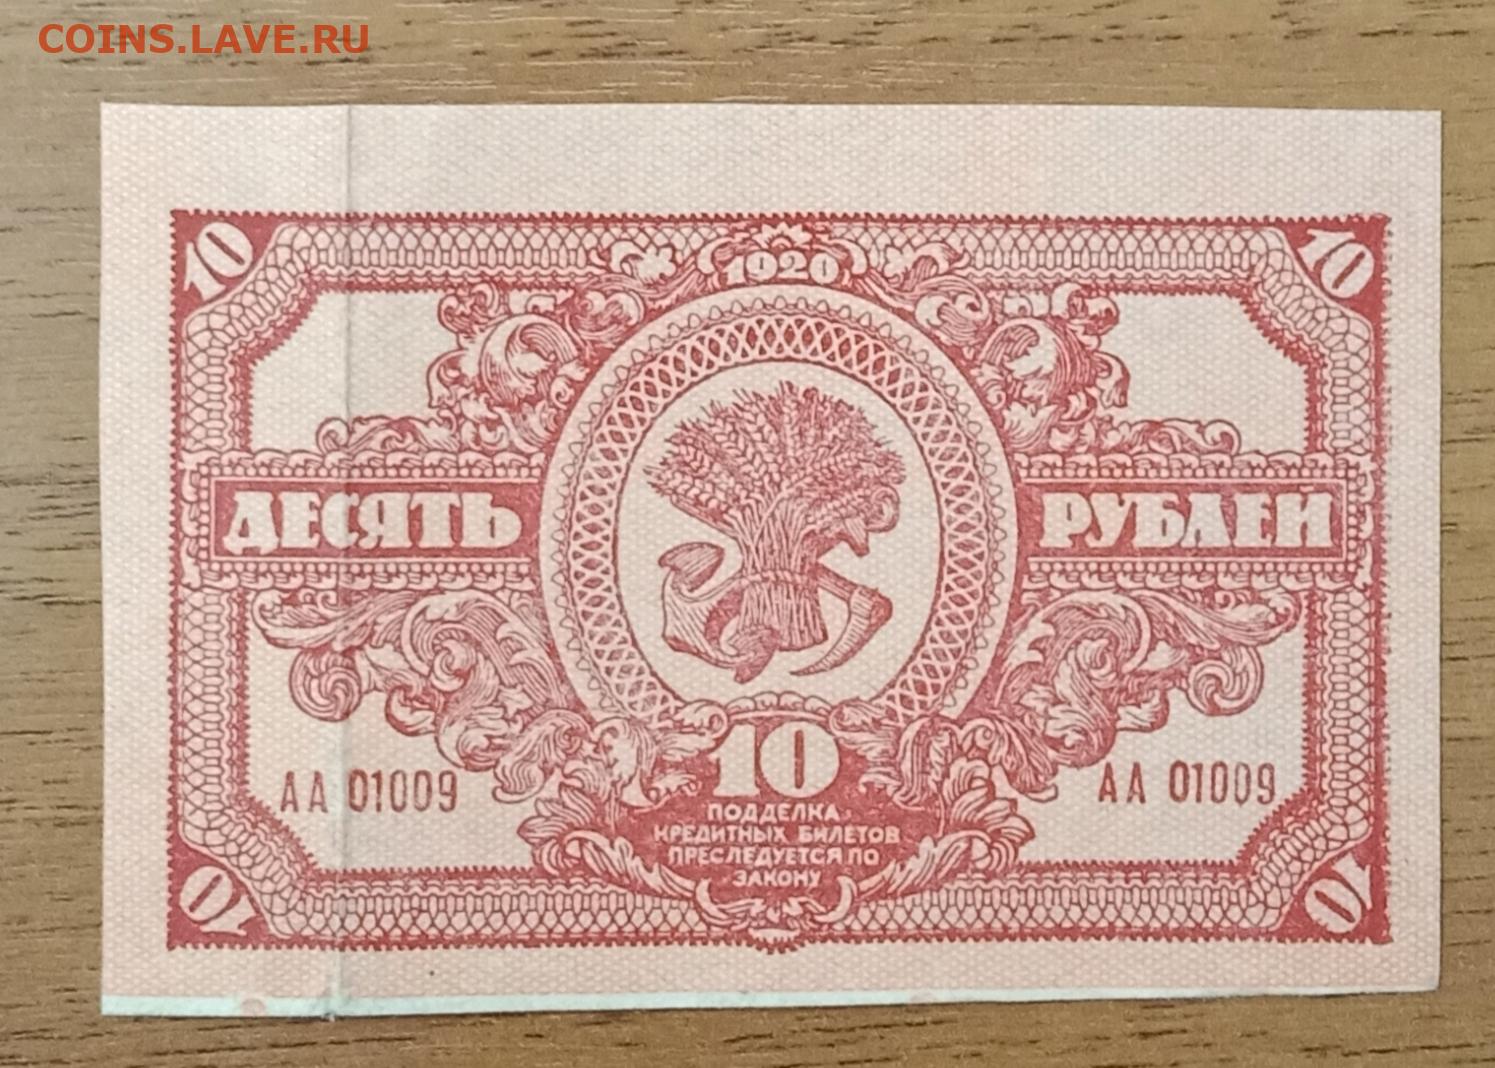 COINS.LAVE.RU
10 1920 10
ДЕСЯТЬ РУБЛЕЙ
10
АА 01009 АА 01009
ПОДДЕЛКА
КРЕДИТНЫХ БИЛЕТОВ
ПРЕСЛЕДУЕТСЯ ПО
ЗАКОНУ
10 10